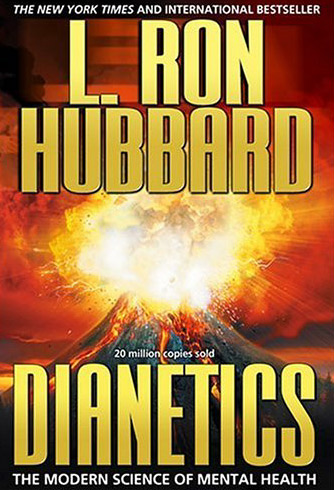 THE NEW YORK TIMES AND INTERNATIONAL BESTSELLER
L. RON
HUBBARD
20 million copies sold
DIANETICS
THE MODERN SCIENCE OF MENTAL HEALTH